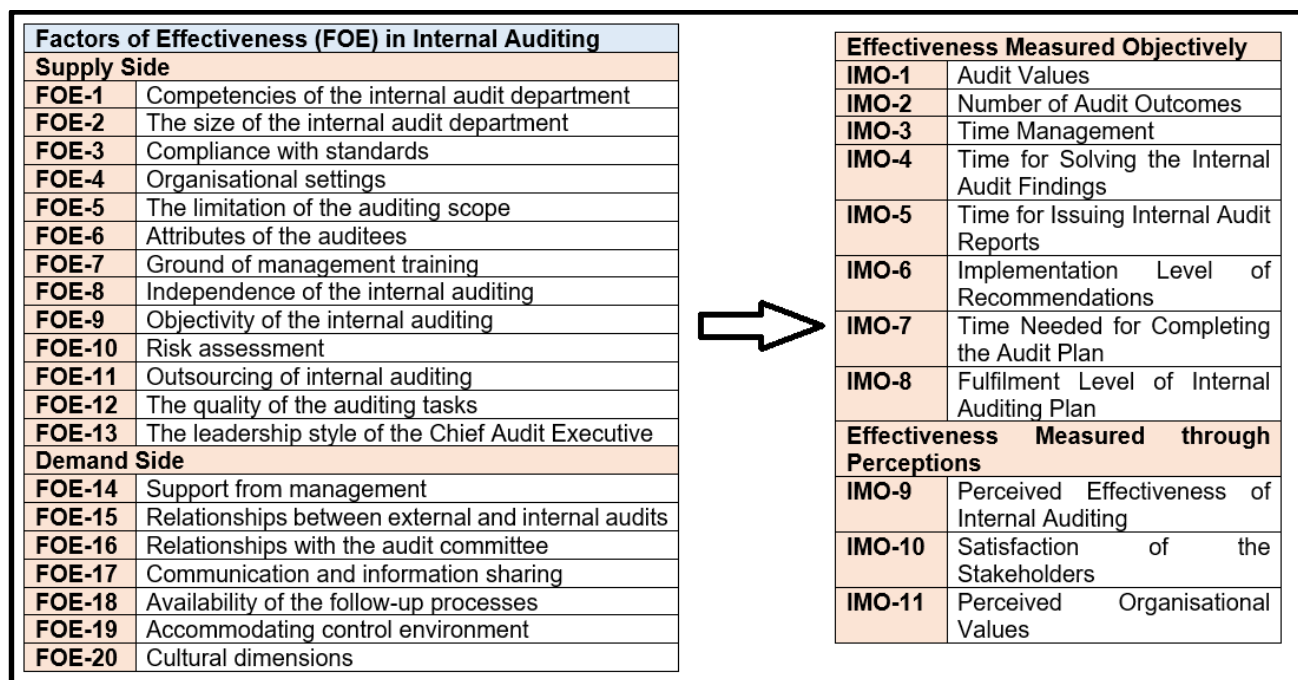 Factors of Effectiveness (FOE) in Internal Auditing
Supply Side
FOE-1 Competencies of the internal audit department
FOE-2 The size of the internal audit department
FOE-3 Compliance with standards
FOE-4 Organisational settings
FOE-5 The limitation of the auditing scope
FOE-6 Attributes of the auditees
FOE-7 Ground of management training
FOE-8 Independence of the internal auditing
FOE-9 Objectivity of the internal auditing
FOE-10 Risk assessment
FOE-11 Outsourcing of internal auditing
FOE-12 The quality of the auditing tasks
FOE-13 The leadership style of the Chief Audit Executive
Demand Side
FOE-14 Support from management
FOE-15 Relationships between external and internal audits
FOE-16 Relationships with the audit committee
FOE-17 Communication and information sharing
FOE-18 Availability of the follow-up processes
FOE-19 Accommodating control environment
FOE-20 Cultural dimensions
Effectiveness Measured Objectively
IMO-1 Audit Values
IMO-2 Number of Audit Outcomes
IMO-3 Time Management
IMO-4 Time for Solving the Internal
Audit Findings
IMO-5 Time for Issuing Internal Audit
Reports
IMO-6 Implementation Level of
Recommendations
IMO-7 Time Needed for Completing
the Audit Plan
IMO-8 Fulfilment Level of Internal
Auditing Plan
Effectiveness Measured through
Perceptions
IMO-9 Perceived Effectiveness of
Internal Auditing
IMO-10 Satisfaction of the
Stakeholders
IMO-11 Perceived Organisational
Values